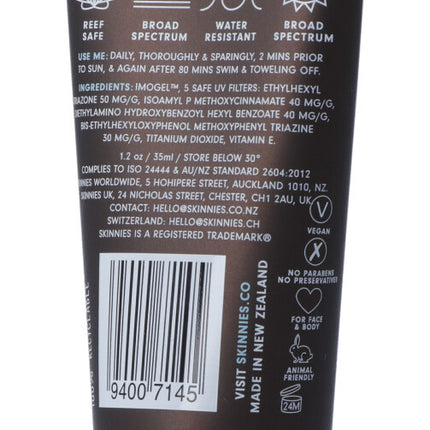 REEF
SAFE
BROAD
SPECTRUM
WATER
RESISTANT
BROAD
SPECTRUM
USE ME: DAILY, THOROUGHLY & SPARINGLY, 2 MINS PRIOR
TO SUN, & AGAIN AFTER 80 MINS SWIM & TOWELING OFF.
INGREDIENTS: IMOGEL™, 5 SAFE UV FILTERS: ETHYLHEXYL
TRIAZONE 50 MG/G, ISOAMYL P METHOXYCINNAMATE 40 MG/G,
DIETHYLAMINO HYDROXYBENZOYL HEXYL BENZOATE 40 MG/G,
BIS-ETHYLHEXYLOXYPHENOL METHOXYPHENYL TRIAZINE
30 MG/G, TITANIUM DIOXIDE, VITAMIN E.
1.2 oz / 35ml / STORE BELOW 30°
COMPLIES TO ISO 24444 & AU/NZ STANDARD 2604:2012
SKINNIES WORLDWIDE, 5 HOHIPERE STREET, AUCKLAND 1010, NZ.
SKINNIES UK, 24 NICHOLAS STREET, CHESTER, CH1 2AU, UK.
CONTACT: HELLO@SKINNIES.CO.NZ
SWITZERLAND: HELLO@SKINNIES.CH
SKINNIES IS A REGISTERED TRADEMARK®
V
VEGAN
NO PARABENS
NO PRESERVATIVES
FOR FACE
& BODY
ANIMAL
FRIENDLY
24M
VISIT SKINNIES.CO
MADE IN NEW ZEALAND
100% RECYCLABLE
9400 7145